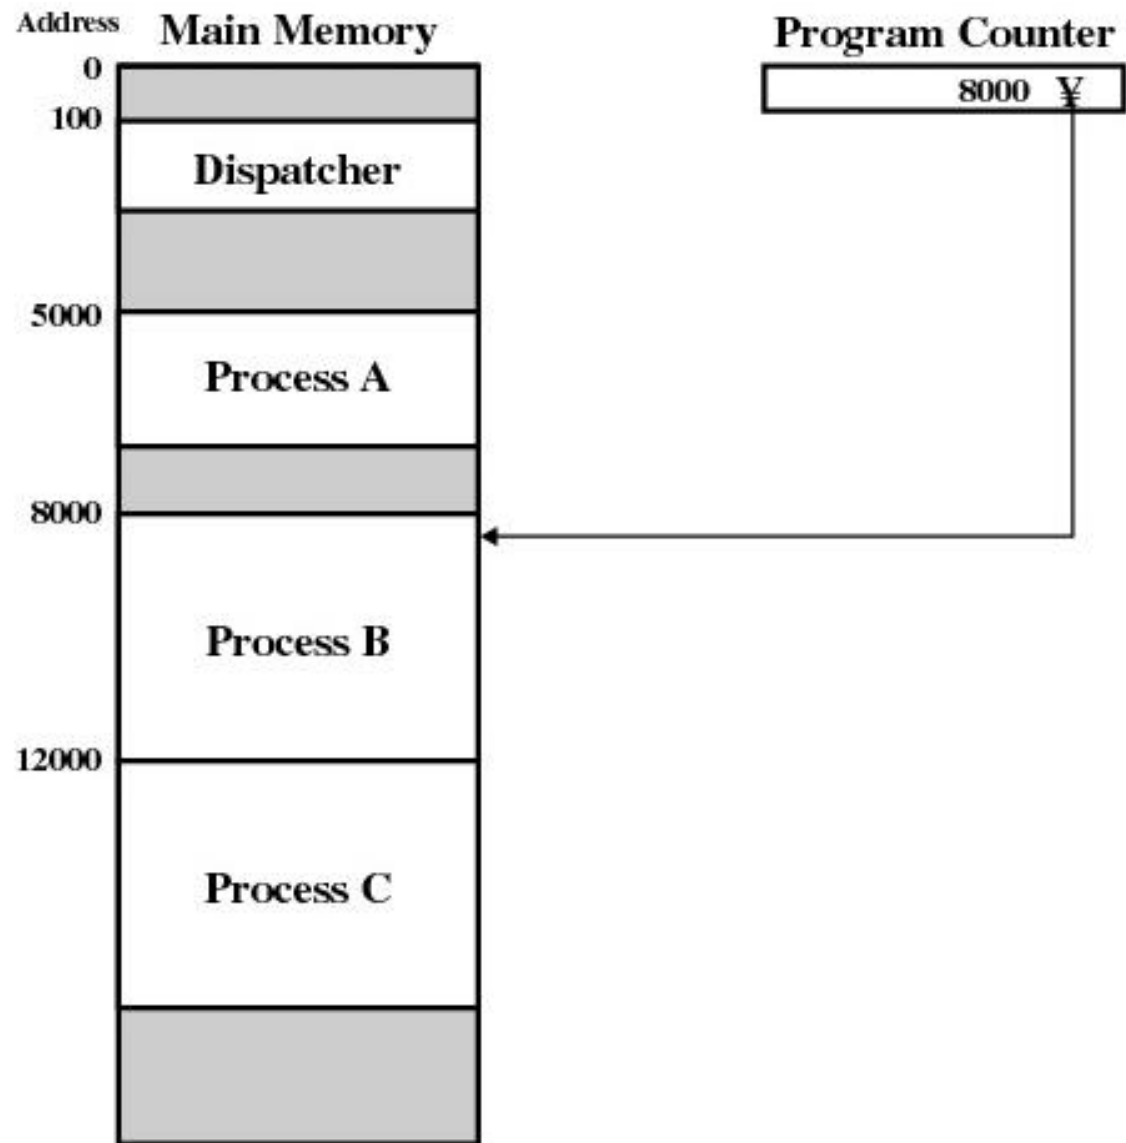 Address
Main Memory
Program Counter
0
8000 ¥
100
Dispatcher
5000
Process A
8000
Process B
12000
Process C